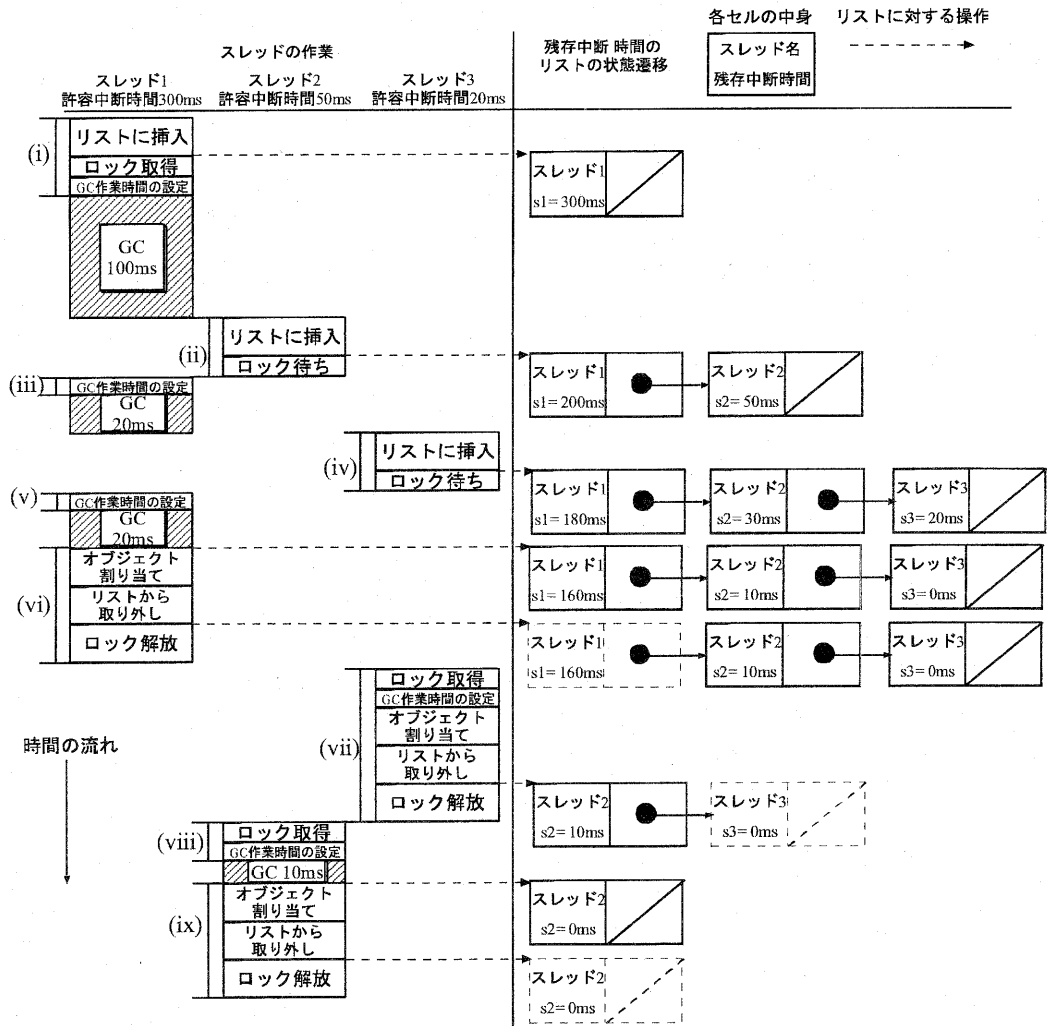 各セルの中身
リストに対する操作
スレッド名
残存中断時間
スレッドの作業
残存中断 時間の
リストの状態遷移
スレッド1
許容中断時間300ms
スレッド2
許容中断時間50ms
スレッド3
許容中断時間20ms
(i)
リストに挿入
ロック取得
GC作業時間の設定
スレッド1
s1=300ms
GC
100ms
(ii)
リストに挿入
ロック待ち
スレッド1
s1=200ms
スレッド2
s2=50ms
(iii)
GC作業時間の設定
GC
20ms
(iv)
リストに挿入
ロック待ち
スレッド1
s1=180ms
スレッド2
s2=30ms
スレッド3
s3=20ms
(v)
GC作業時間の設定
GC
20ms
(vi)
オブジェクト
割り当て
リストから
取り外し
ロック解放
スレッド1
s1=160ms
スレッド2
s2=10ms
スレッド3
s3=0ms
スレッド1
s1=160ms
スレッド2
s2=10ms
スレッド3
s3=0ms
時間の流れ
(vii)
ロック取得
GC作業時間の設定
オブジェクト
割り当て
リストから
取り外し
ロック解放
スレッド2
s2=10ms
スレッド3
s3=0ms
(viii)
ロック取得
GC作業時間の設定
GC 10ms
(ix)
オブジェクト
割り当て
リストから
取り外し
ロック解放
スレッド2
s2=0ms
スレッド2
s2=0ms